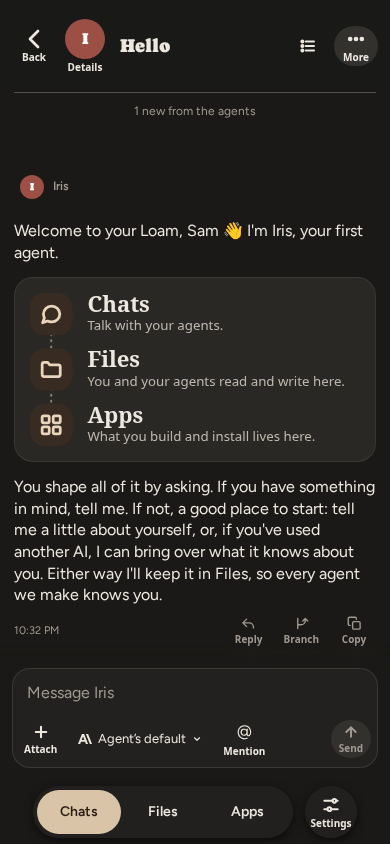 Back
I
Details
Hello
More
1 new from the agents
I
Iris
Welcome to your Loam, Sam 👋 I'm Iris, your first
agent.
Chats
Talk with your agents.
Files
You and your agents read and write here.
Apps
What you build and install lives here.
You shape all of it by asking. If you have something
in mind, tell me. If not, a good place to start: tell
me a little about yourself, or, if you've used
another AI, I can bring over what it knows about
you. Either way I'll keep it in Files, so every agent
we make knows you.
10:32 PM
Reply
Branch
Copy
Message Iris
Attach
Agent's default
@
Mention
Send
Chats
Files
Apps
Settings